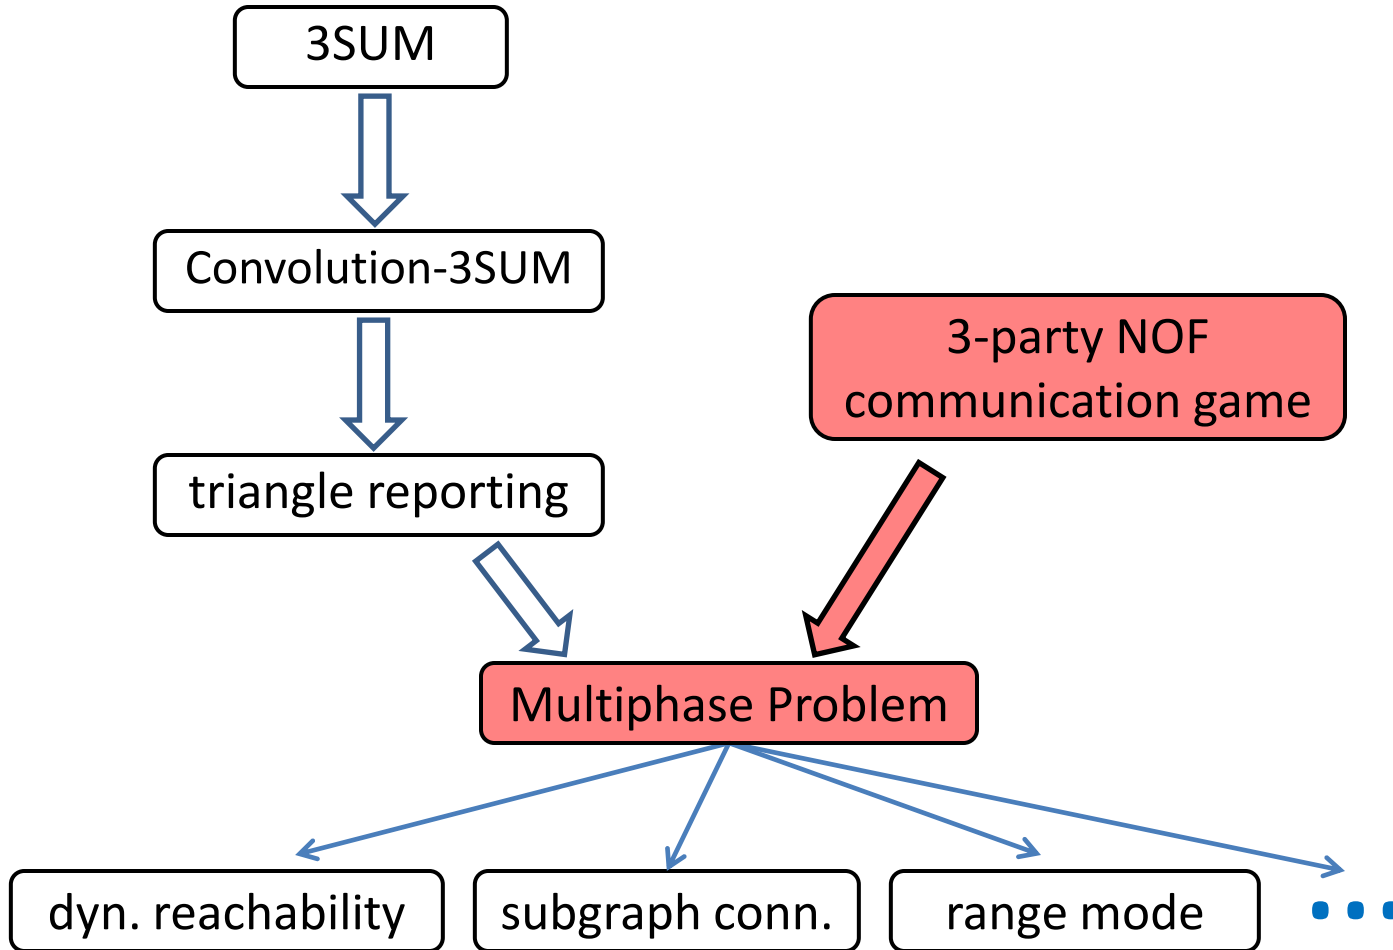 3SUM
Convolution-3SUM
3-party NOF
communication game
triangle reporting
Multiphase Problem
dyn. reachability
subgraph conn.
range mode
...